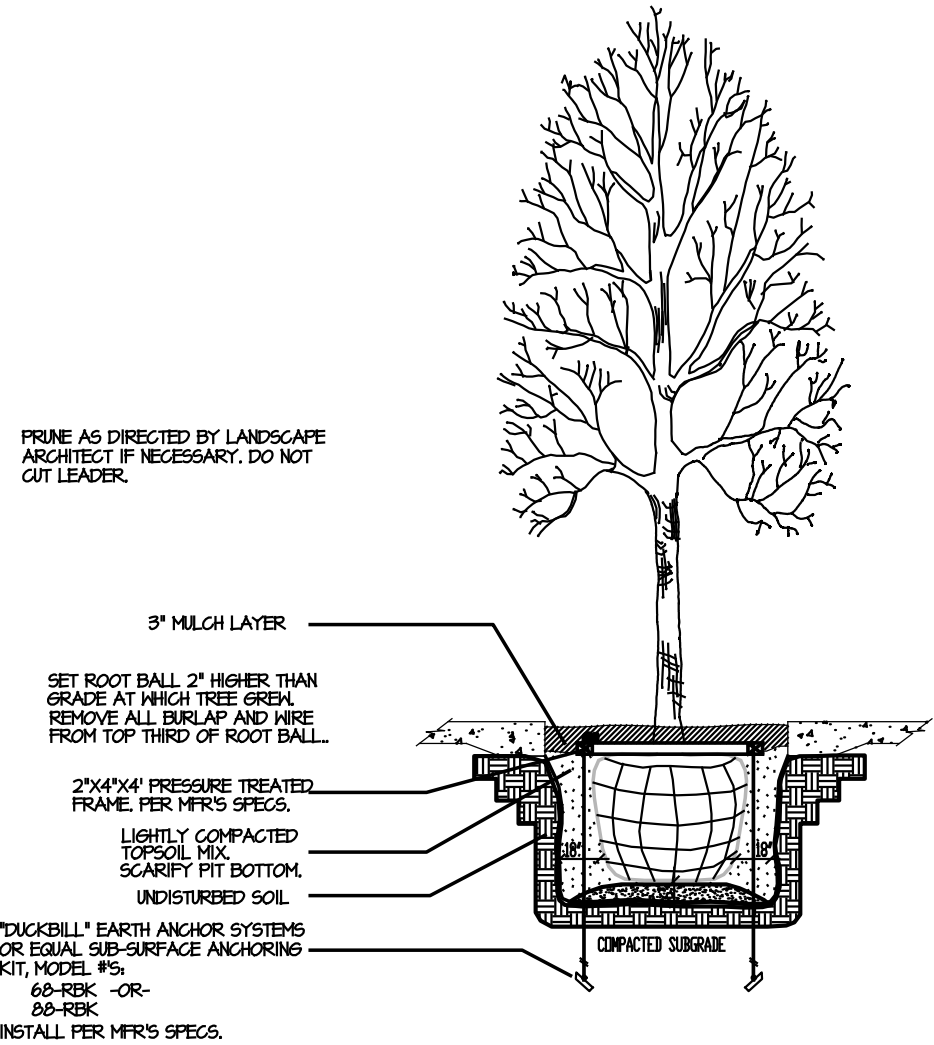 PRUNE AS DIRECTED BY LANDSCAPE
ARCHITECT IF NECESSARY. DO NOT
CUT LEADER.
3" MULCH LAYER
SET ROOT BALL 2" HIGHER THAN
GRADE AT WHICH TREE GREW.
REMOVE ALL BURLAP AND WIRE
FROM TOP THIRD OF ROOT BALL..
2"X4"X4' PRESSURE TREATED
FRAME. PER MFR'S SPECS.
LIGHTLY COMPACTED
TOPSOIL MIX.
SCARIFY PIT BOTTOM.
18" 18"
UNDISTURBED SOIL
"DUCKBILL" EARTH ANCHOR SYSTEMS
OR EQUAL SUB-SURFACE ANCHORING
KIT, MODEL #'S:
68-RBK -OR-
88-RBK
INSTALL PER MFR'S SPECS.
COMPACTED SUBGRADE